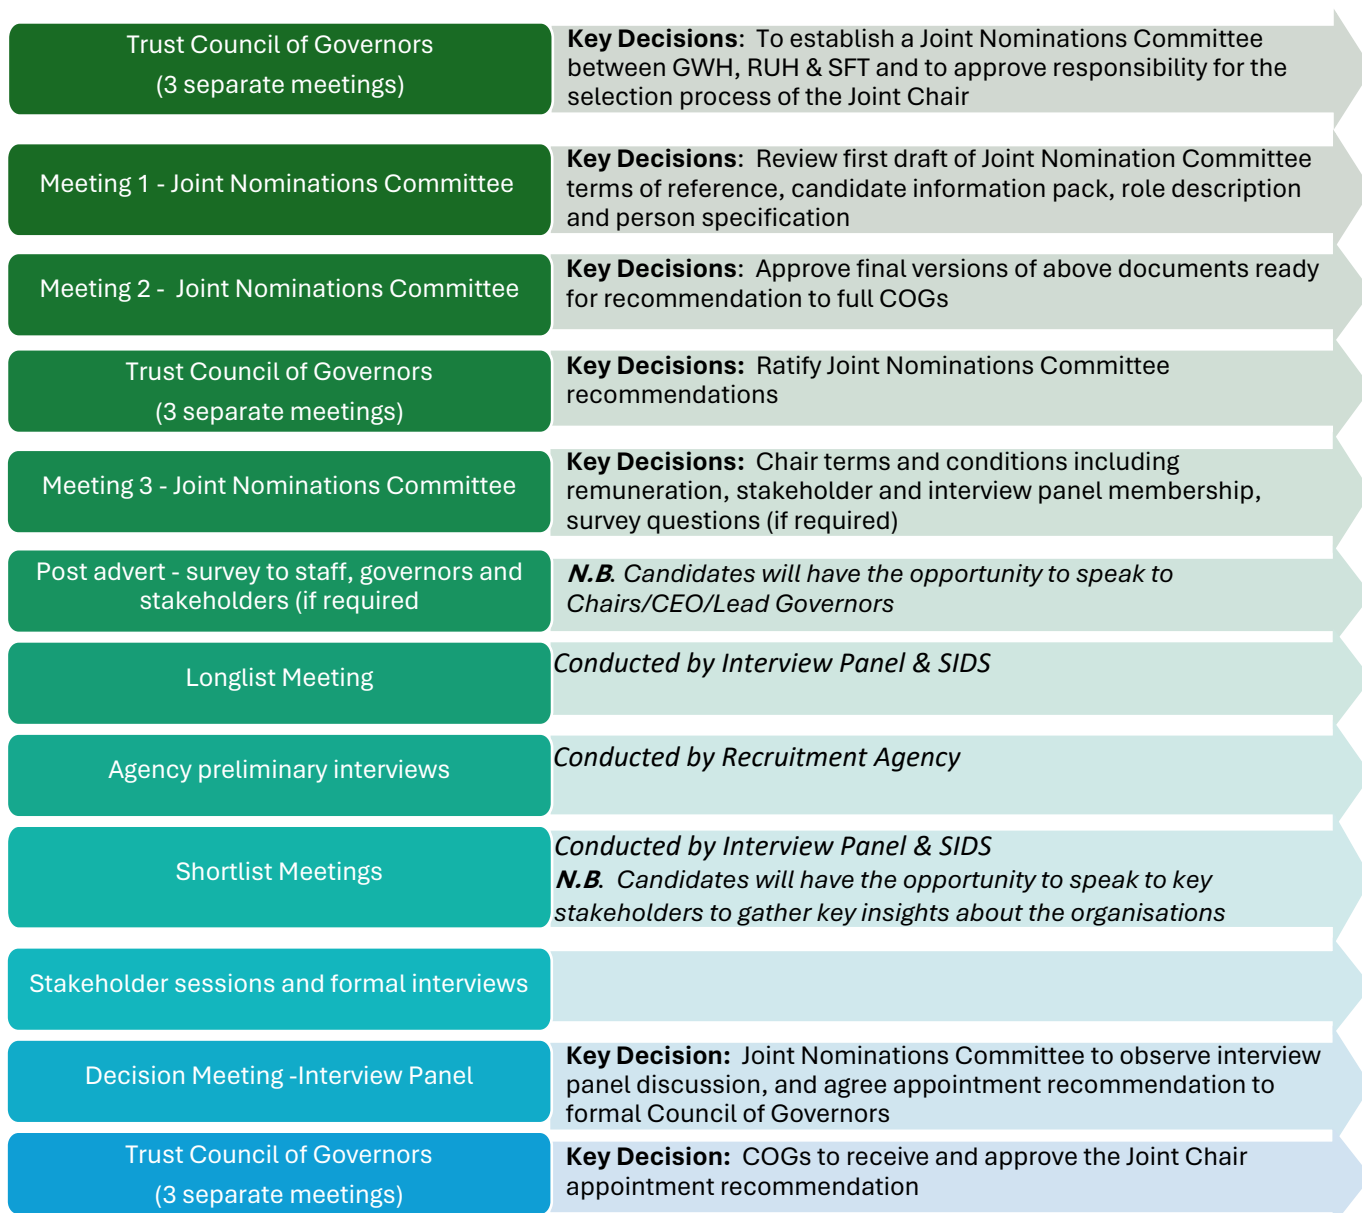 Trust Council of Governors
(3 separate meetings)
Key Decisions:  To establish a Joint Nominations Committee
between GWH, RUH & SFT and to approve responsibility for the
selection process of the Joint Chair
Meeting 1 - Joint Nominations Committee
Key Decisions:  Review first draft of Joint Nomination Committee
terms of reference, candidate information pack, role description
and person specification
Meeting 2 -  Joint Nominations Committee
Key Decisions:  Approve final versions of above documents ready
for recommendation to full COGs
Trust Council of Governors
(3 separate meetings)
Key Decisions:  Ratify Joint Nominations Committee
recommendations
Meeting 3 - Joint Nominations Committee
Key Decisions:  Chair terms and conditions including
remuneration, stakeholder and interview panel membership,
survey questions (if required)
Post advert - survey to staff, governors and
stakeholders (if required
N.B. Candidates will have the opportunity to speak to
Chairs/CEO/Lead Governors
Longlist Meeting
Conducted by Interview Panel & SIDS
Agency preliminary interviews
Conducted by Recruitment Agency
Shortlist Meetings
Conducted by Interview Panel & SIDS
N.B.  Candidates will have the opportunity to speak to key
stakeholders to gather key insights about the organisations
Stakeholder sessions and formal interviews
Decision Meeting -Interview Panel
Key Decision:  Joint Nominations Committee to observe interview
panel discussion, and agree appointment recommendation to
formal Council of Governors
Trust Council of Governors
(3 separate meetings)
Key Decision:  COGs to receive and approve the Joint Chair
appointment recommendation